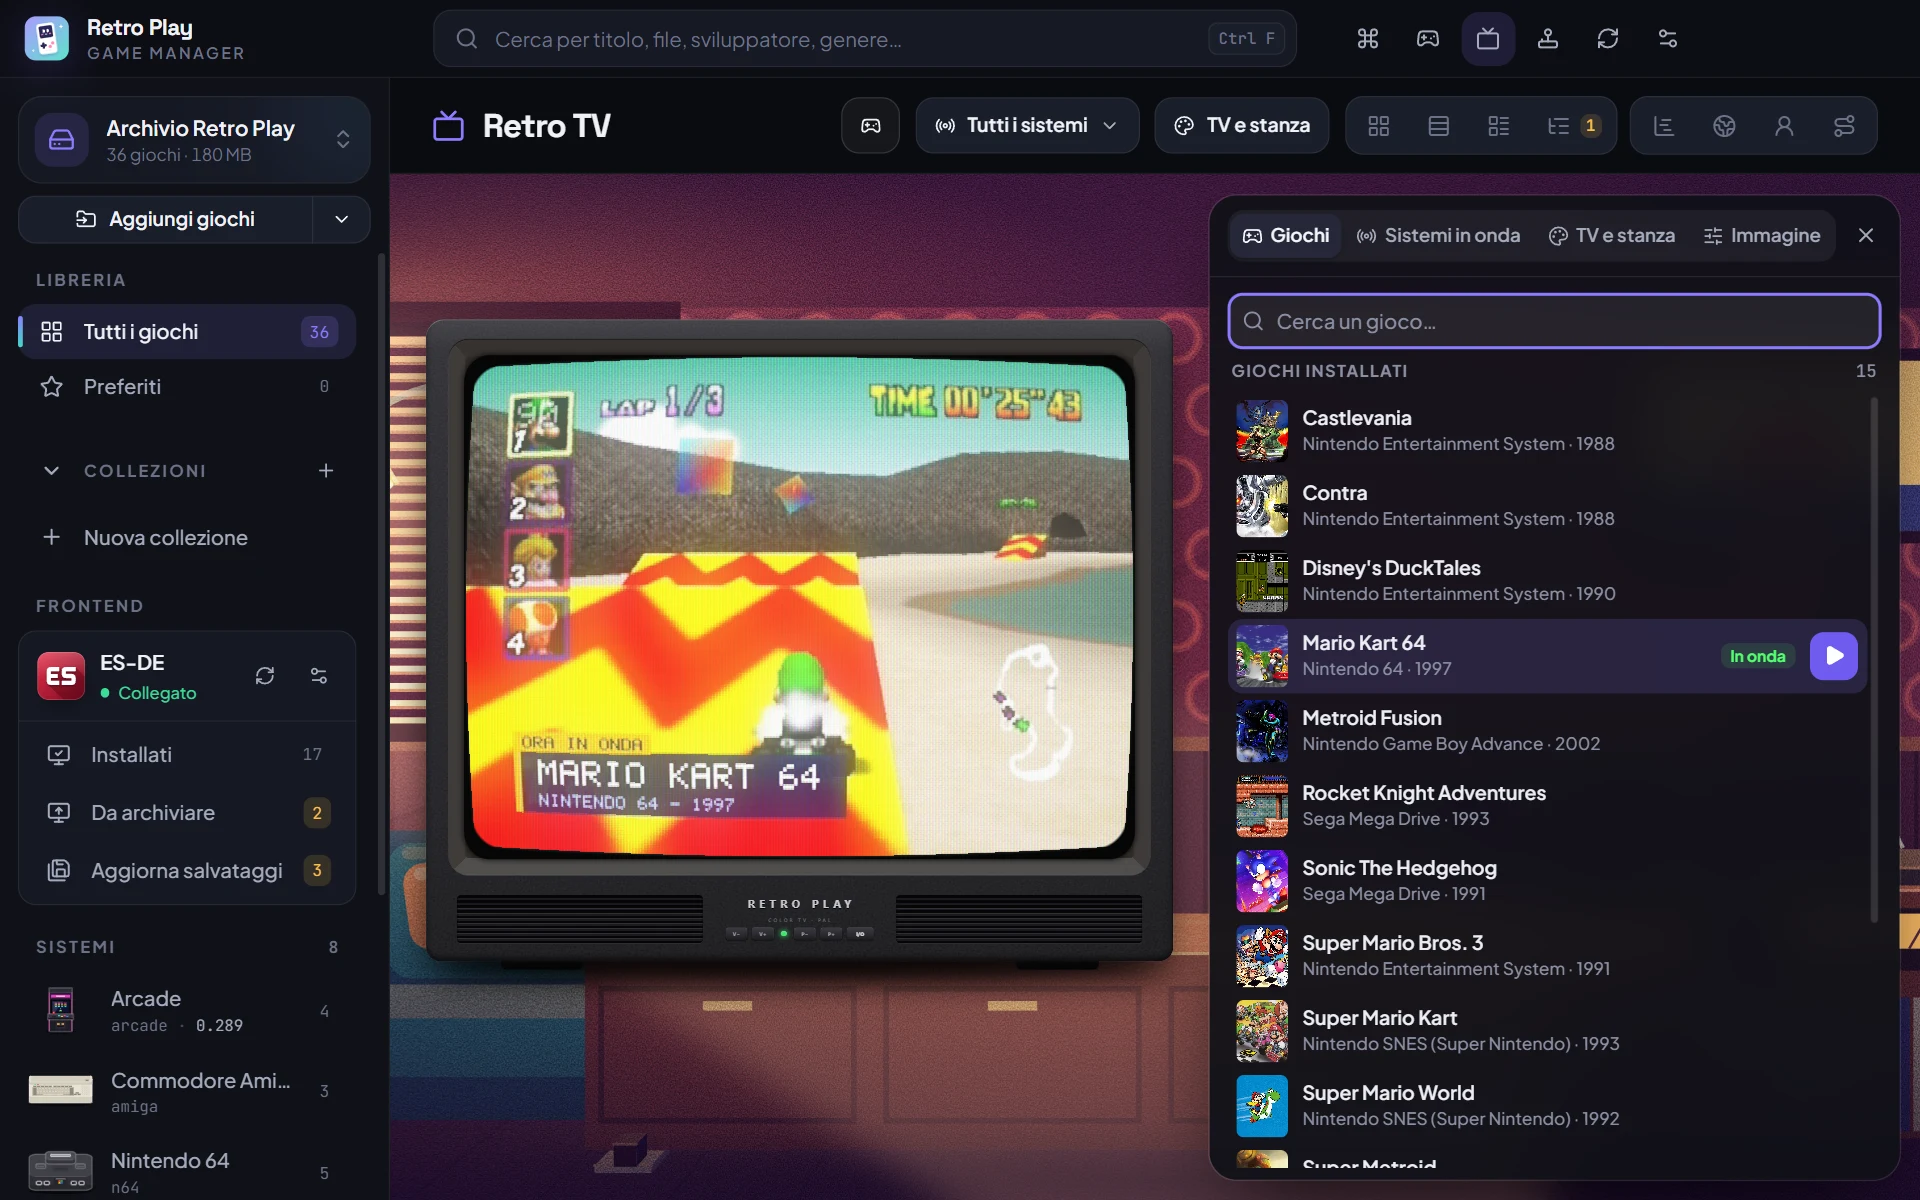 Retro Play
GAME MANAGER
Cerca per titolo, file, sviluppatore, genere…
Ctrl F
Archivio Retro Play
36 giochi · 180 MB
Aggiungi giochi
LIBRERIA
Tutti i giochi
36
Preferiti
0
COLLEZIONI
Nuova collezione
FRONTEND
ES
ES-DE
Collegato
Installati
17
Da archiviare
2
Aggiorna salvataggi
3
SISTEMI
8
Arcade
arcade · 0.289
4
Commodore Ami…
amiga
3
Nintendo 64
n64
5
Retro TV
Tutti i sistemi
TV e stanza
1
LAP 1/3
TIME 00'25"43
1
2
3
4
ORA IN ONDA
MARIO KART 64
NINTENDO 64 – 1997
RETRO PLAY
COLOR TV · PAL
V- V+ P- P+ I/O
Giochi
Sistemi in onda
TV e stanza
Immagine
Cerca un gioco…
GIOCHI INSTALLATI
15
Castlevania
Nintendo Entertainment System · 1988
Contra
Nintendo Entertainment System · 1988
Disney's DuckTales
Nintendo Entertainment System · 1990
Mario Kart 64
Nintendo 64 · 1997
In onda
Metroid Fusion
Nintendo Game Boy Advance · 2002
Rocket Knight Adventures
Sega Mega Drive · 1993
Sonic The Hedgehog
Sega Mega Drive · 1991
Super Mario Bros. 3
Nintendo Entertainment System · 1991
Super Mario Kart
Nintendo SNES (Super Nintendo) · 1993
Super Mario World
Nintendo SNES (Super Nintendo) · 1992
Super Metroid